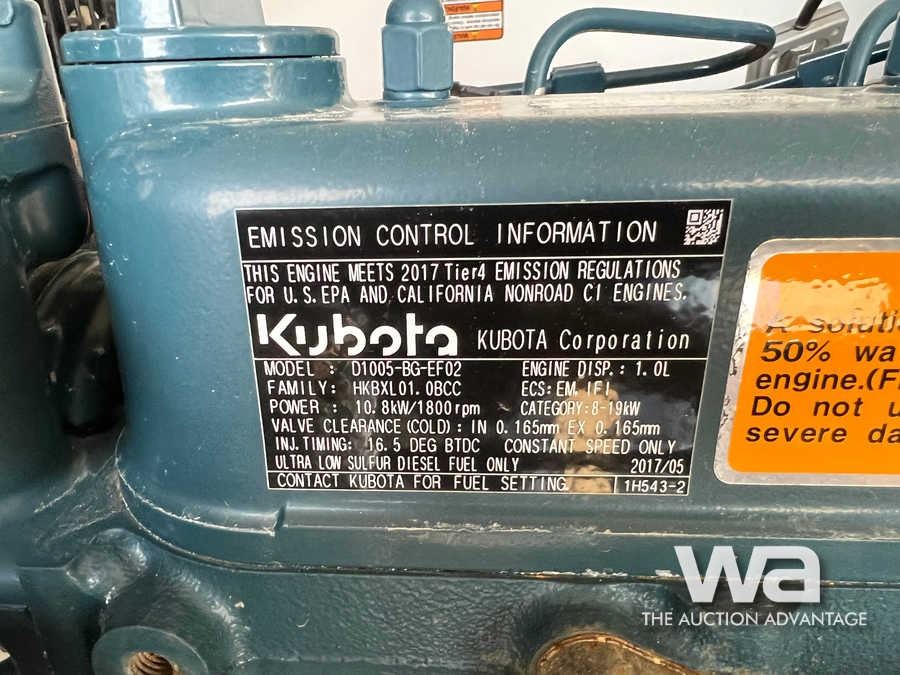 EMISSION CONTROL INFORMATION
THIS ENGINE MEETS 2017 Tier4 EMISSION REGULATIONS
FOR U.S.EPA AND CALIFORNIA NONROAD CI ENGINES.
Kubota KUBOTA Corporation
MODEL : D1005-BG-EF02 ENGINE DISP.: 1.0L
FAMILY: HKBXL01.0BCC ECS:EM,IFI
POWER : 10.8kW/1800rpm CATEGORY:8-19kW
VALVE CLEARANCE(COLD): IN 0.165mm EX 0.165mm
INJ.TIMING: 16.5 DEG BTDC CONSTANT SPEED ONLY
ULTRA LOW SULFUR DIESEL FUEL ONLY 2017/05
CONTACT KUBOTA FOR FUEL SETTING. 1H543-2
A soluti
50% wa
engine.(F
Do not u
severe da
wa
THE AUCTION ADVANTAGE